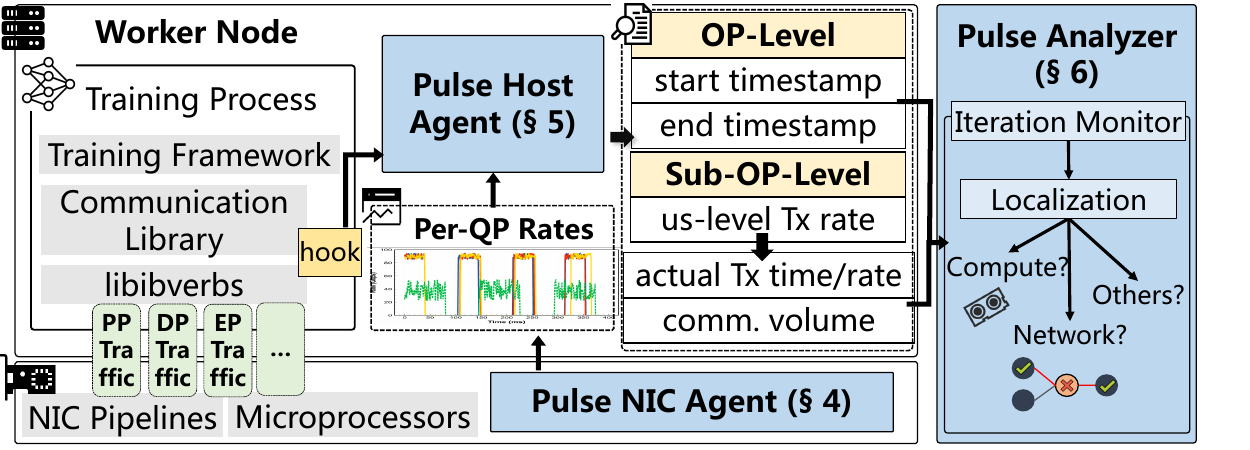 Worker Node
Training Process
Training Framework
Communication
Library
libibverbs
hook
PP
Tra
ffic
DP
Tra
ffic
EP
Tra
ffic
...
NIC Pipelines
Microprocessors
Pulse Host
Agent (§ 5)
Per-QP Rates
Time (ms)
Pulse NIC Agent (§ 4)
OP-Level
start timestamp
end timestamp
Sub-OP-Level
us-level Tx rate
actual Tx time/rate
comm. volume
Pulse Analyzer
(§ 6)
Iteration Monitor
Localization
Compute?
Others?
Network?